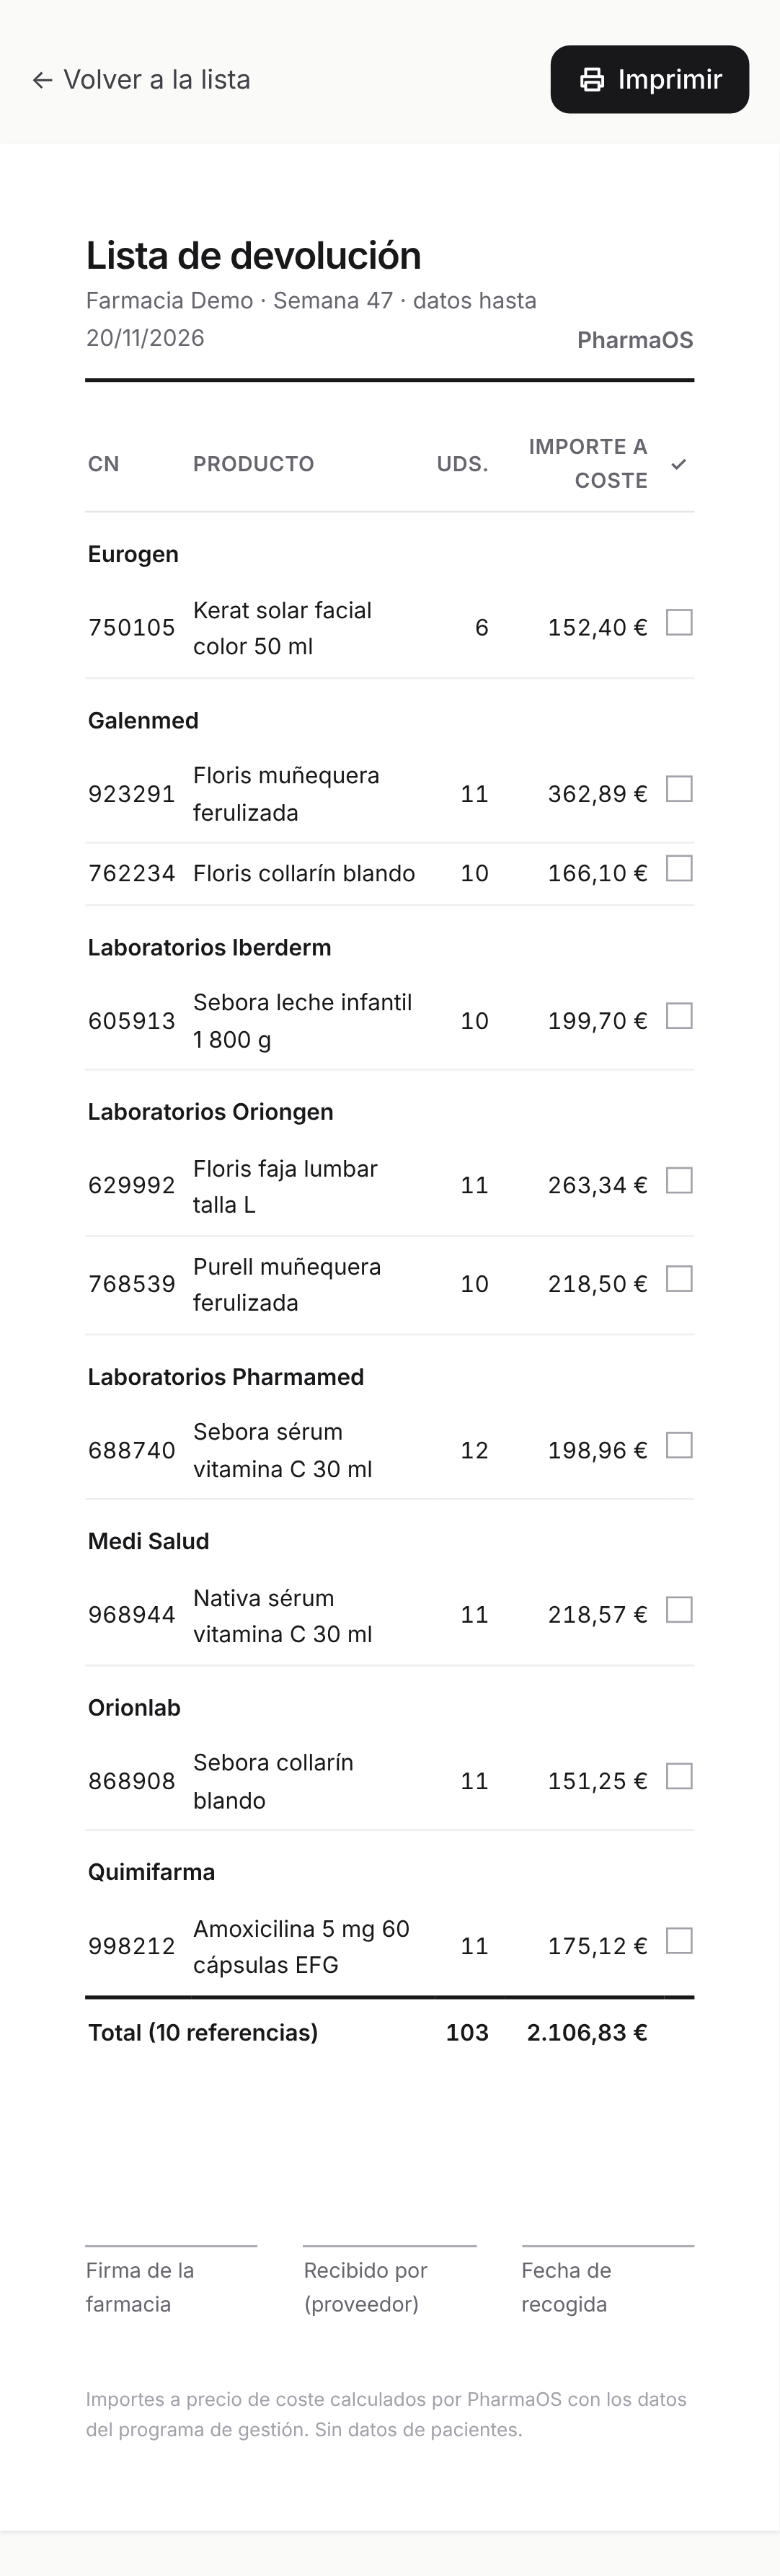 ← Volver a la lista
Imprimir
Lista de devolución
Farmacia Demo · Semana 47 · datos hasta
20/11/2026
PharmaOS
CN PRODUCTO UDS. IMPORTE A COSTE ✓
Eurogen
750105 Kerat solar facial color 50 ml 6 152,40 €
Galenmed
923291 Floris muñequera ferulizada 11 362,89 €
762234 Floris collarín blando 10 166,10 €
Laboratorios Iberderm
605913 Sebora leche infantil 1 800 g 10 199,70 €
Laboratorios Oriongen
629992 Floris faja lumbar talla L 11 263,34 €
768539 Purell muñequera ferulizada 10 218,50 €
Laboratorios Pharmamed
688740 Sebora sérum vitamina C 30 ml 12 198,96 €
Medi Salud
968944 Nativa sérum vitamina C 30 ml 11 218,57 €
Orionlab
868908 Sebora collarín blando 11 151,25 €
Quimifarma
998212 Amoxicilina 5 mg 60 cápsulas EFG 11 175,12 €
Total (10 referencias) 103 2.106,83 €
Firma de la farmacia
Recibido por (proveedor)
Fecha de recogida
Importes a precio de coste calculados por PharmaOS con los datos
del programa de gestión. Sin datos de pacientes.